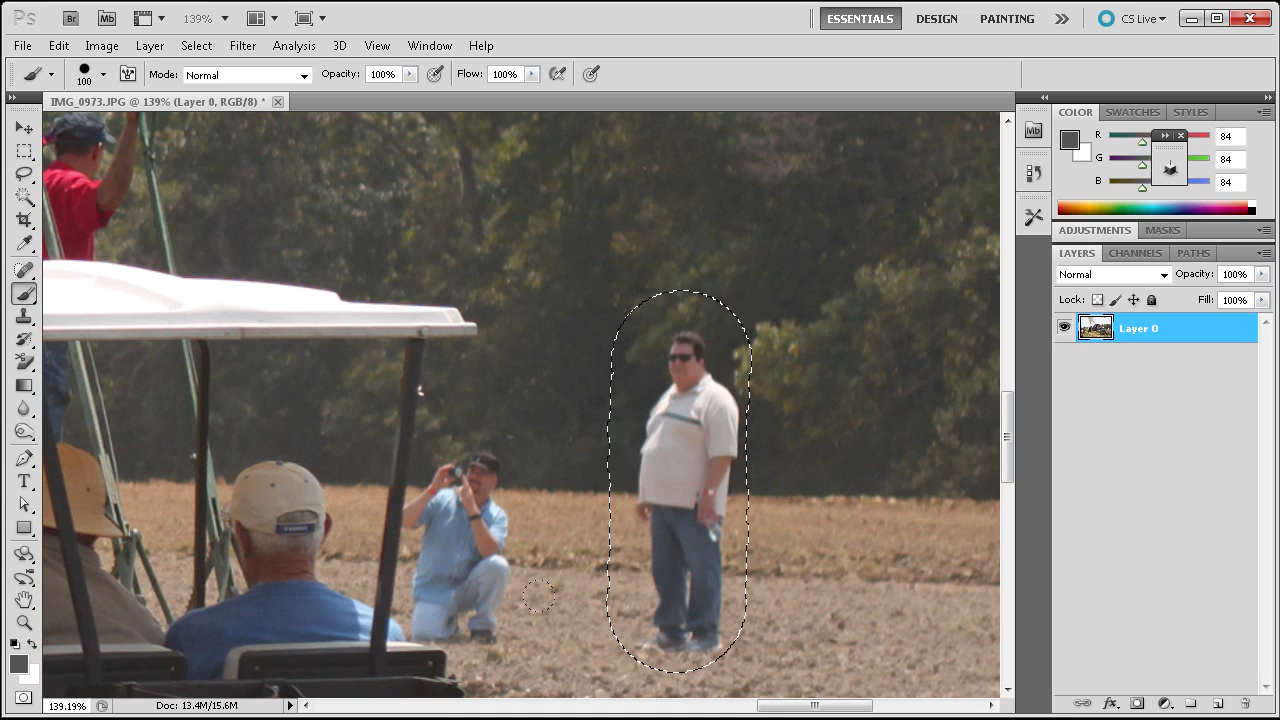 Ps Br Mb 139% ESSENTIALS DESIGN PAINTING CS Live
File Edit Image Layer Select Filter Analysis 3D View Window Help
100 Mode: Normal Opacity: 100% Flow: 100%
IMG_0973.JPG @ 139% (Layer 0, RGB/8) *
Mb
COLOR SWATCHES STYLES
R 84
G 84
B 84
ADJUSTMENTS MASKS
LAYERS CHANNELS PATHS
Normal Opacity: 100%
Lock: Fill: 100%
Layer 0
T
139.19% Doc: 13.4M/15.6M
fx